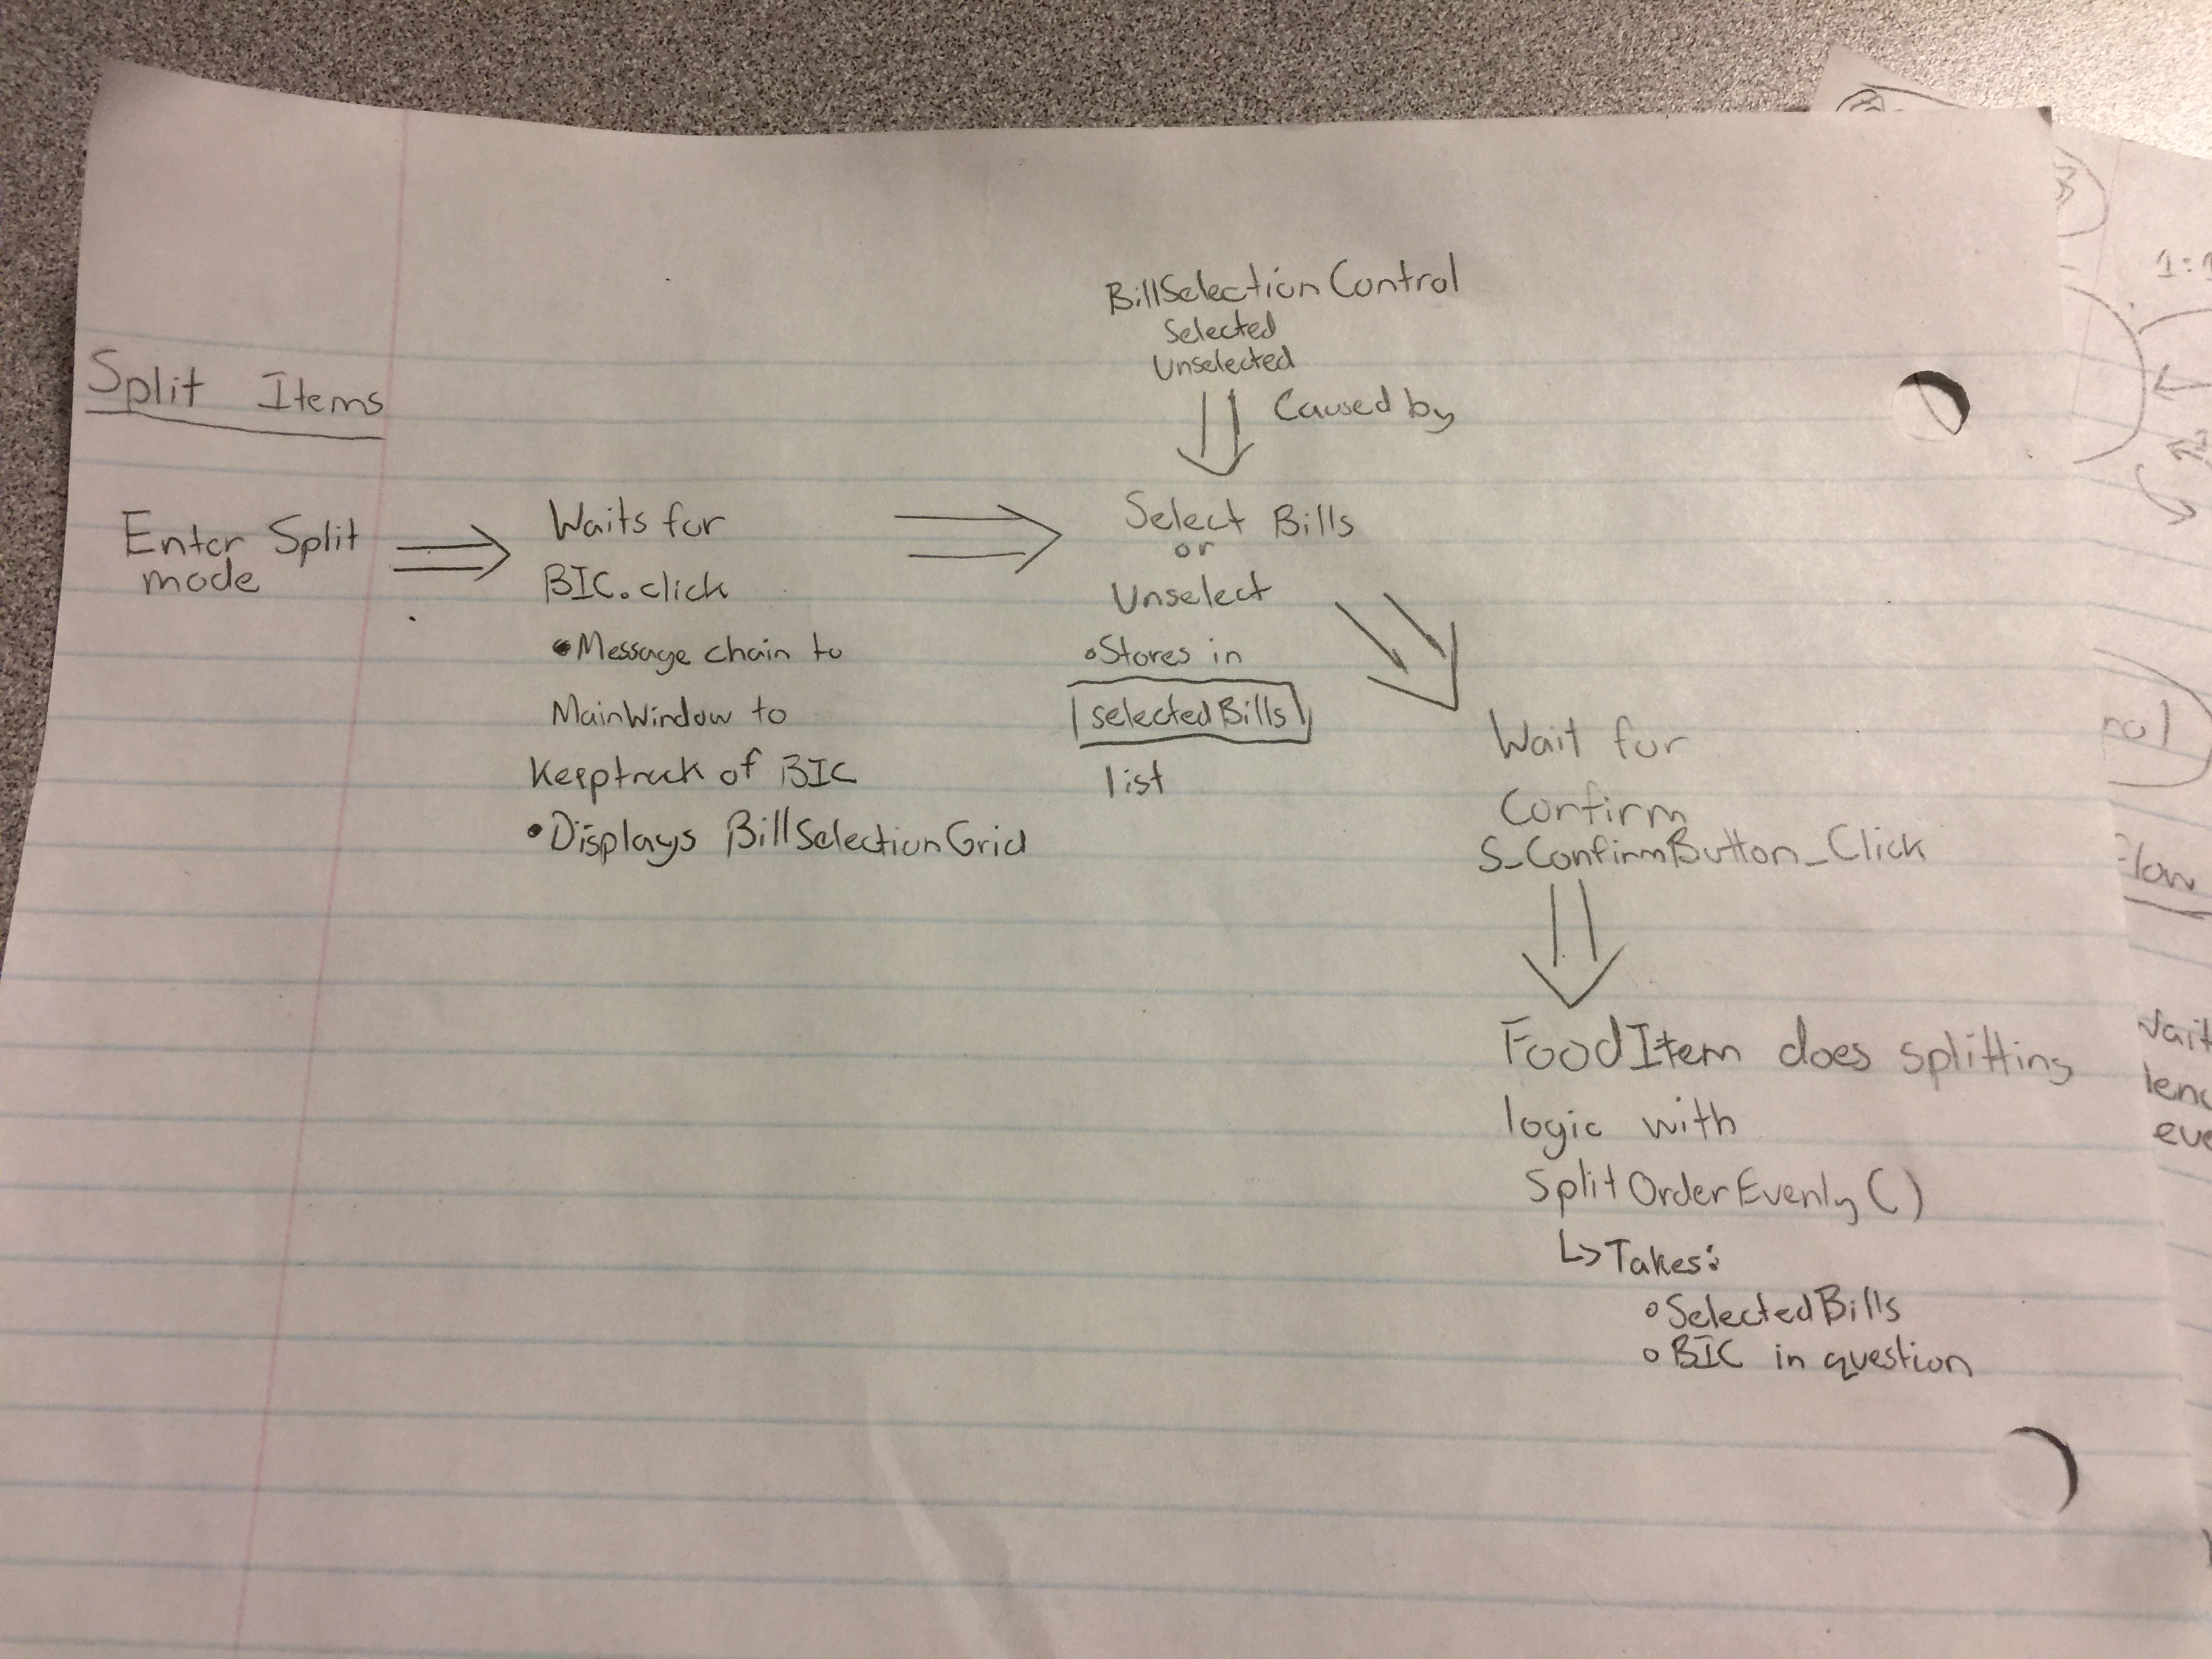 Split Items
BillSelectionControl
Selected
Unselected
Caused by
Enter Split
mode
Waits for
BIC.click
•Message chain to
MainWindow to
Keeptrack of BIC
•Displays BillSelectionGrid
Select Bills
or
Unselect
•Stores in
selectedBills
list
Wait for
Confirm
S_ConfirmButton_Click
FoodItem does splitting
logic with
SplitOrderEvenly()
↳Takes:
•SelectedBills
•BIC in question